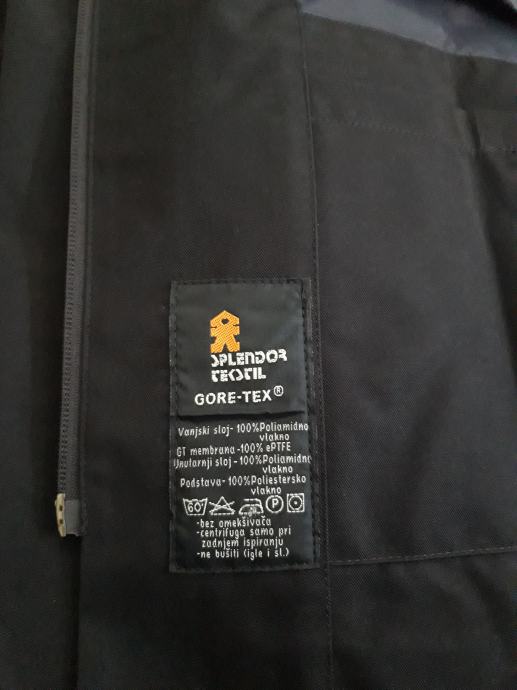 SPLENDOR
TEKSTIL
GORE-TEX®
Vanjski sloj-100%Poliamidno
vlakno
GT membrana-100% ePTFE
Unutarnji sloj-100%Poliamidno
vlakno
Podstava-100%Poliestersko
vlakno
60 P
-bez omekšivača
-centrifuga samo pri
zadnjem ispiranju
-ne bušiti (igle i sl.)